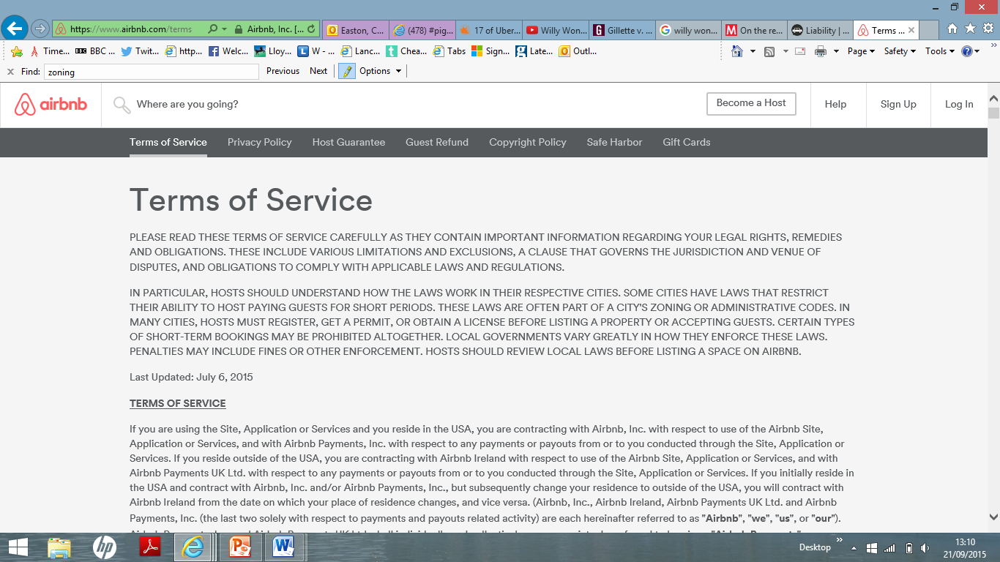 https://www.airbnb.com/terms
Airbnb, Inc. [...
Easton, C...
(478) #pig...
17 of Uber...
Willy Won...
Gillette v. ...
willy won...
On the re...
Liability | ...
Terms ...
Time...
BBC ...
Twit...
http...
Welc...
Lloy...
W - ...
Lanc...
Chea...
Tabs
Sign...
Late...
Outl...
Page
Safety
Tools
Find:
zoning
Previous
Next
Options
airbnb
Where are you going?
Become a Host
Help
Sign Up
Log In
Terms of Service
Privacy Policy
Host Guarantee
Guest Refund
Copyright Policy
Safe Harbor
Gift Cards
Terms of Service
PLEASE READ THESE TERMS OF SERVICE CAREFULLY AS THEY CONTAIN IMPORTANT INFORMATION REGARDING YOUR LEGAL RIGHTS, REMEDIES
AND OBLIGATIONS. THESE INCLUDE VARIOUS LIMITATIONS AND EXCLUSIONS, A CLAUSE THAT GOVERNS THE JURISDICTION AND VENUE OF
DISPUTES, AND OBLIGATIONS TO COMPLY WITH APPLICABLE LAWS AND REGULATIONS.
IN PARTICULAR, HOSTS SHOULD UNDERSTAND HOW THE LAWS WORK IN THEIR RESPECTIVE CITIES. SOME CITIES HAVE LAWS THAT RESTRICT
THEIR ABILITY TO HOST PAYING GUESTS FOR SHORT PERIODS. THESE LAWS ARE OFTEN PART OF A CITY'S ZONING OR ADMINISTRATIVE CODES. IN
MANY CITIES, HOSTS MUST REGISTER, GET A PERMIT, OR OBTAIN A LICENSE BEFORE LISTING A PROPERTY OR ACCEPTING GUESTS. CERTAIN TYPES
OF SHORT-TERM BOOKINGS MAY BE PROHIBITED ALTOGETHER. LOCAL GOVERNMENTS VARY GREATLY IN HOW THEY ENFORCE THESE LAWS.
PENALTIES MAY INCLUDE FINES OR OTHER ENFORCEMENT. HOSTS SHOULD REVIEW LOCAL LAWS BEFORE LISTING A SPACE ON AIRBNB.
Last Updated: July 6, 2015
TERMS OF SERVICE
If you are using the Site, Application or Services and you reside in the USA, you are contracting with Airbnb, Inc. with respect to use of the Airbnb Site,
Application or Services, and with Airbnb Payments, Inc. with respect to any payments or payouts from or to you conducted through the Site, Application or
Services. If you reside outside of the USA, you are contracting with Airbnb Ireland with respect to use of the Airbnb Site, Application or Services, and with
Airbnb Payments UK Ltd. with respect to any payments or payouts from or to you conducted through the Site, Application or Services. If you initially reside in
the USA and contract with Airbnb, Inc. and/or Airbnb Payments, Inc., but subsequently change your residence to outside of the USA, you will contract with
Airbnb Ireland from the date on which your place of residence changes, and vice versa. (Airbnb, Inc., Airbnb Ireland, Airbnb Payments UK Ltd. and Airbnb
Payments, Inc. (the last two solely with respect to payments and payouts related activity) are each hereinafter referred to as "Airbnb", "we", "us", or "our").
Desktop
13:10
21/09/2015